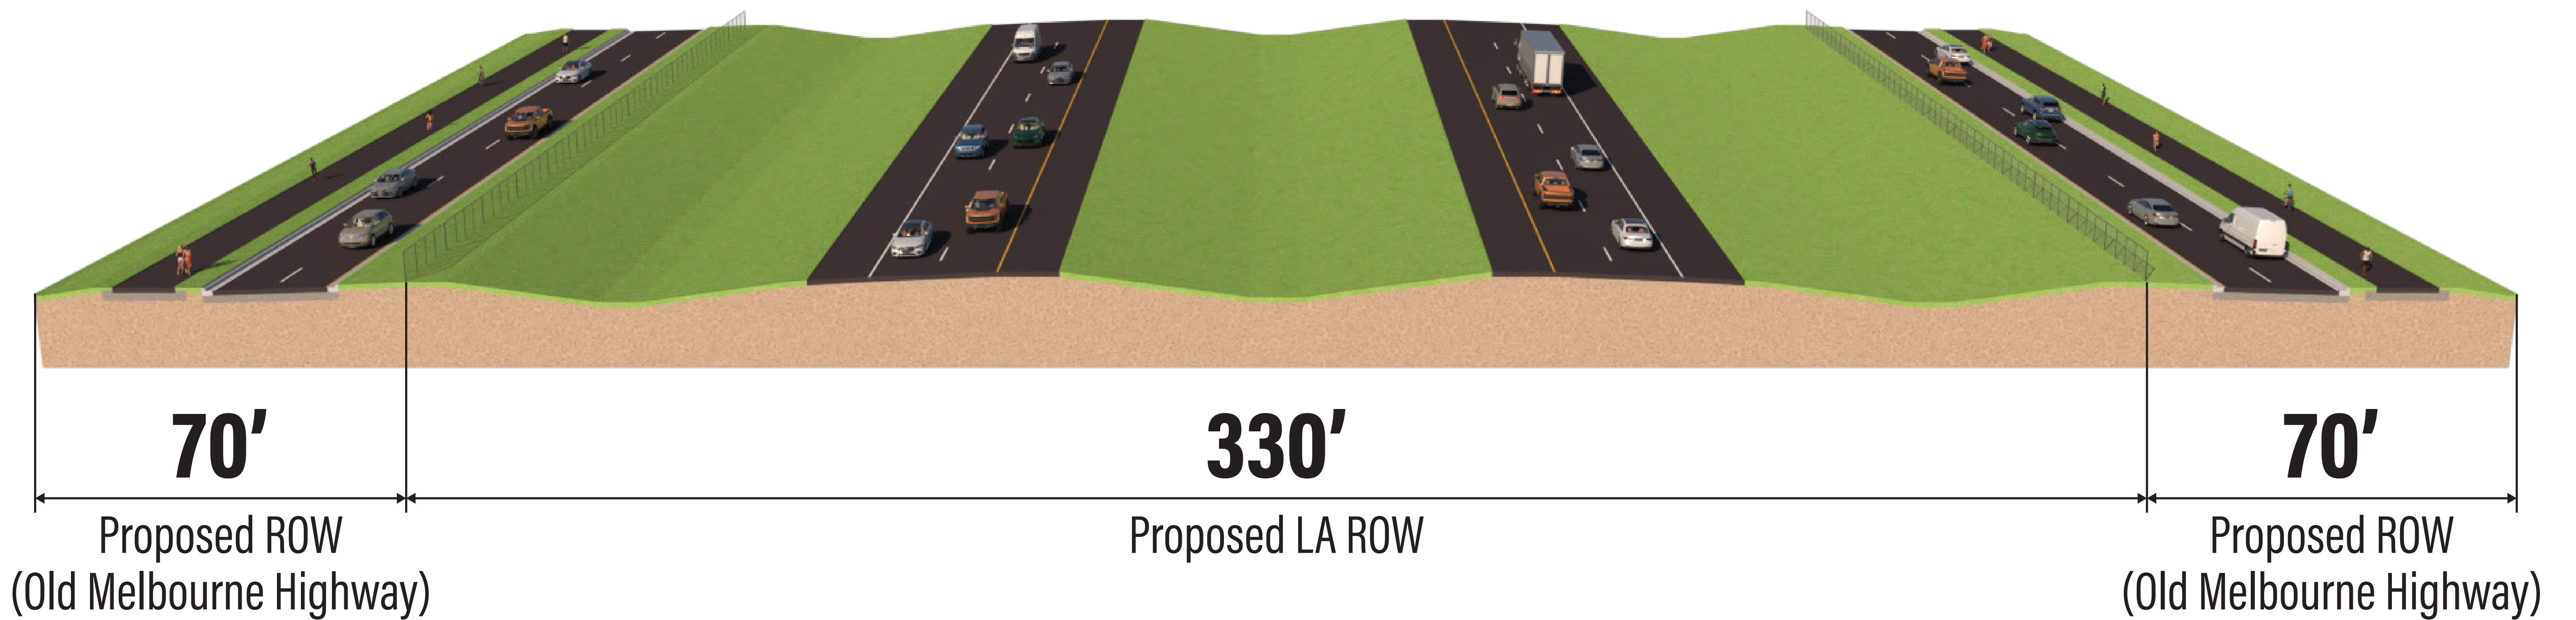 70’
330’
70’
Proposed ROW
(Old Melbourne Highway)
Proposed LA ROW
Proposed ROW
(Old Melbourne Highway)